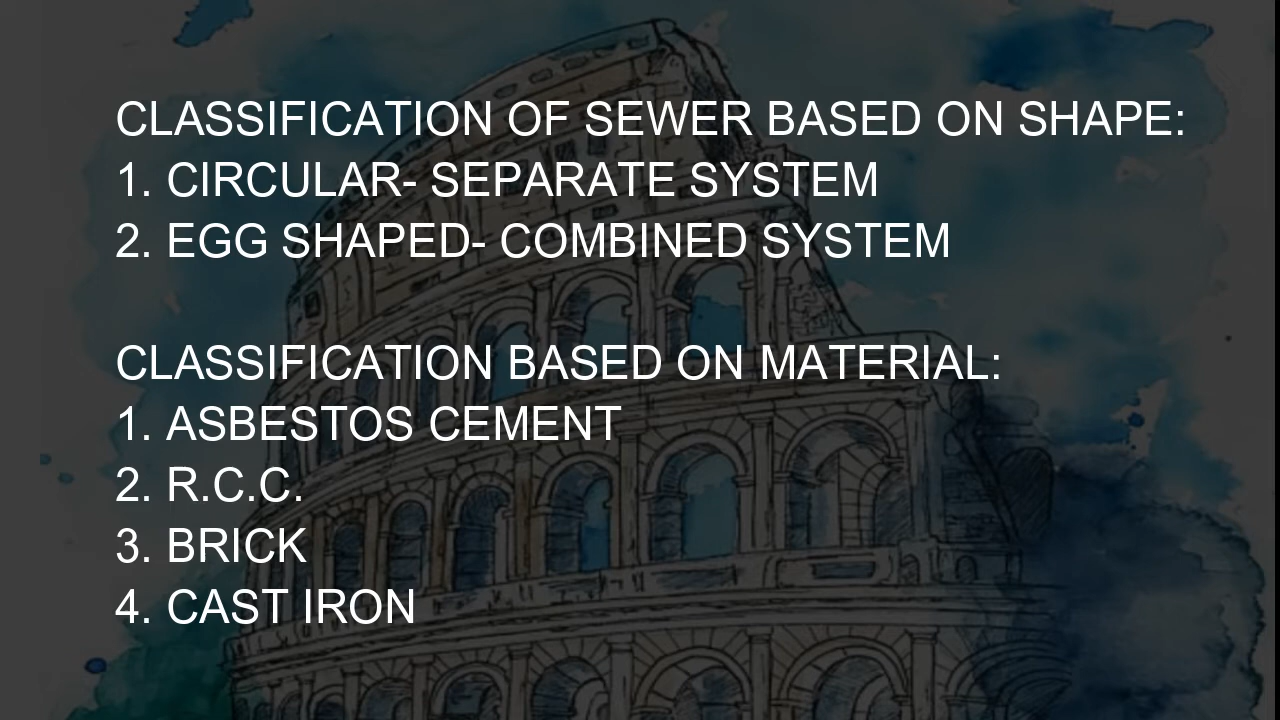 CLASSIFICATION OF SEWER BASED ON SHAPE:
1. CIRCULAR- SEPARATE SYSTEM
2. EGG SHAPED- COMBINED SYSTEM
CLASSIFICATION BASED ON MATERIAL:
1. ASBESTOS CEMENT
2. R.C.C.
3. BRICK
4. CAST IRON